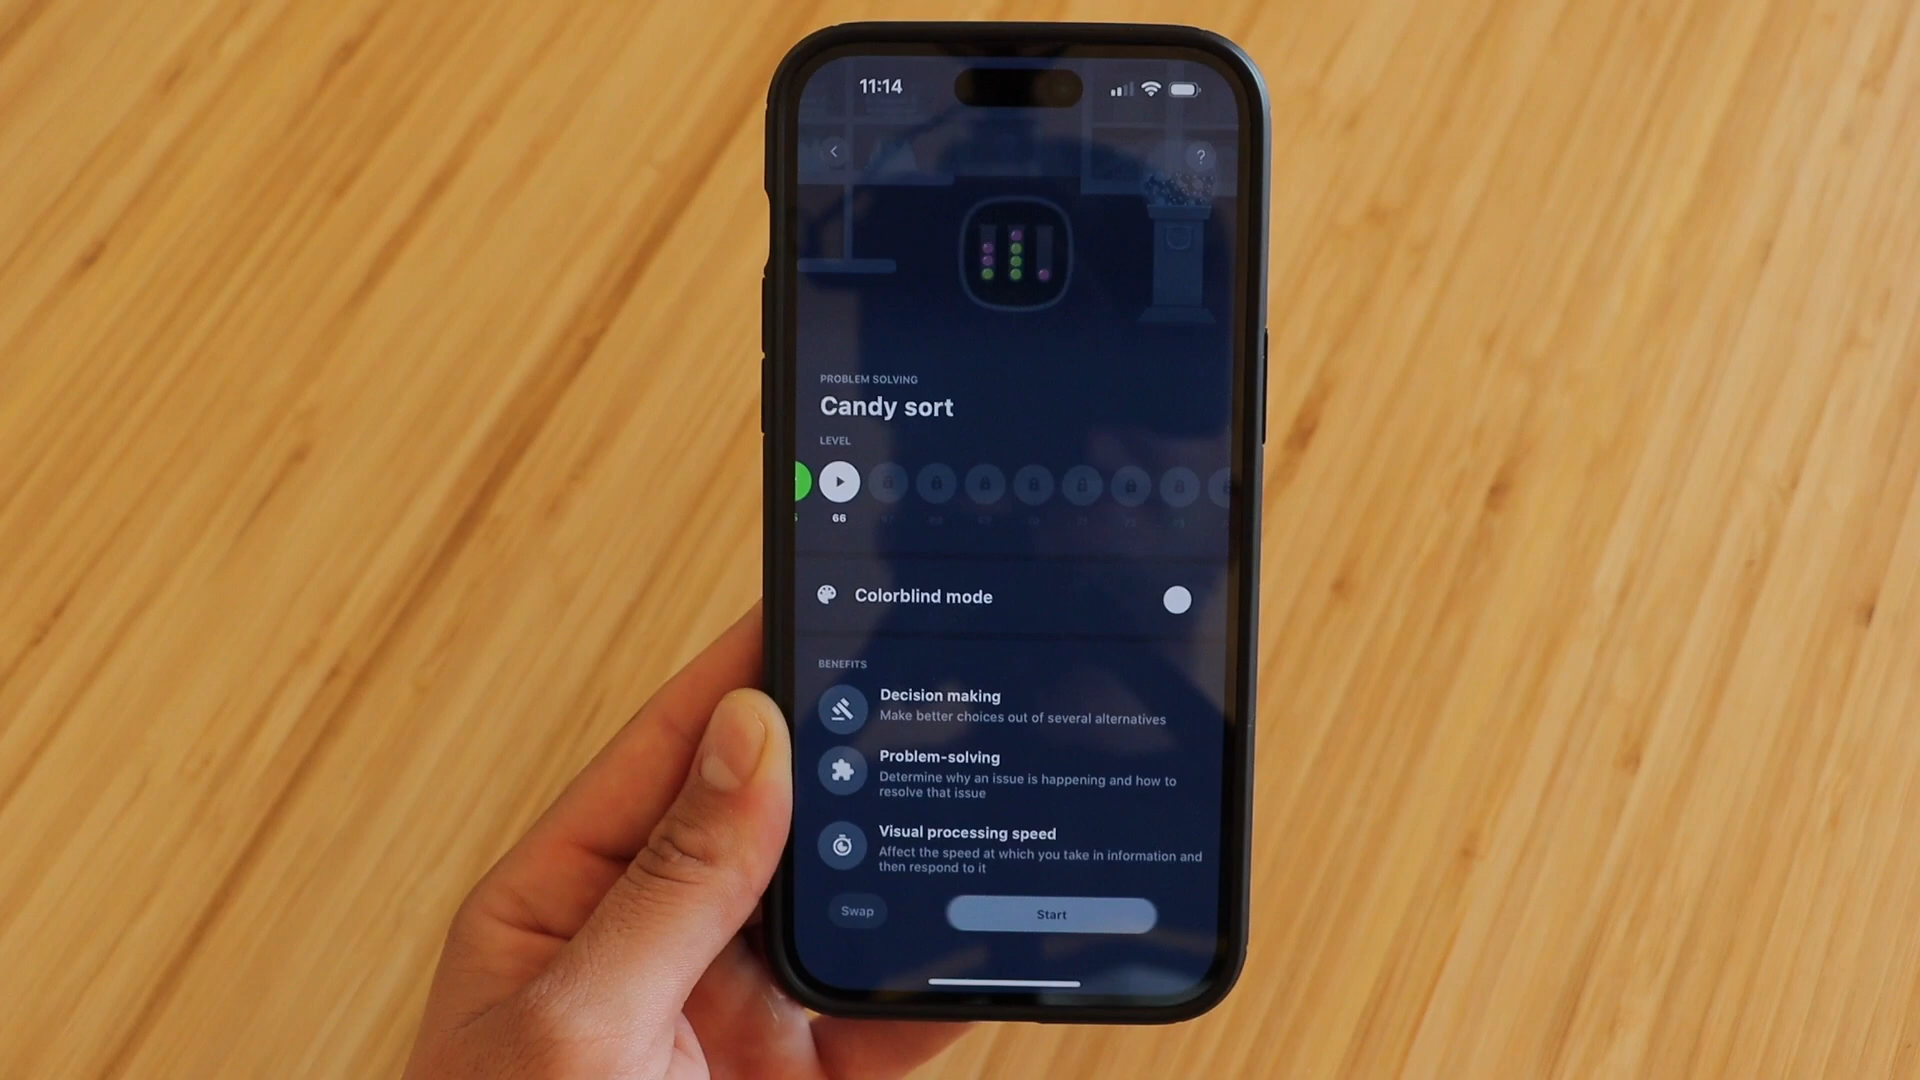 11:14
?
PROBLEM SOLVING
Candy sort
LEVEL
66
Colorblind mode
BENEFITS
Decision making
Make better choices out of several alternatives
Problem-solving
Determine why an issue is happening and how to
resolve that issue
Visual processing speed
Affect the speed at which you take in information and
then respond to it
Swap
Start